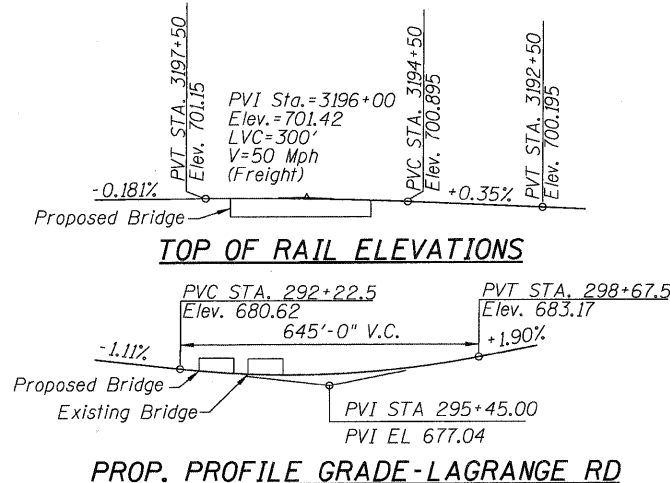 PVT STA. 3197+50
Elev. 701.15
PVI Sta.=3196+00
Elev.=701.42
LVC=300'
V=50 Mph
(Freight)
PVC STA. 3194+50
Elev. 700.895
PVT STA. 3192+50
Elev. 700.195
-0.181%
+0.35%
Proposed Bridge
TOP OF RAIL ELEVATIONS
PVC STA. 292+22.5
Elev. 680.62
PVT STA. 298+67.5
Elev. 683.17
645'-0" V.C.
-1.11%
+1.90%
Proposed Bridge
Existing Bridge
PVI STA 295+45.00
PVI EL 677.04
PROP. PROFILE GRADE-LAGRANGE RD